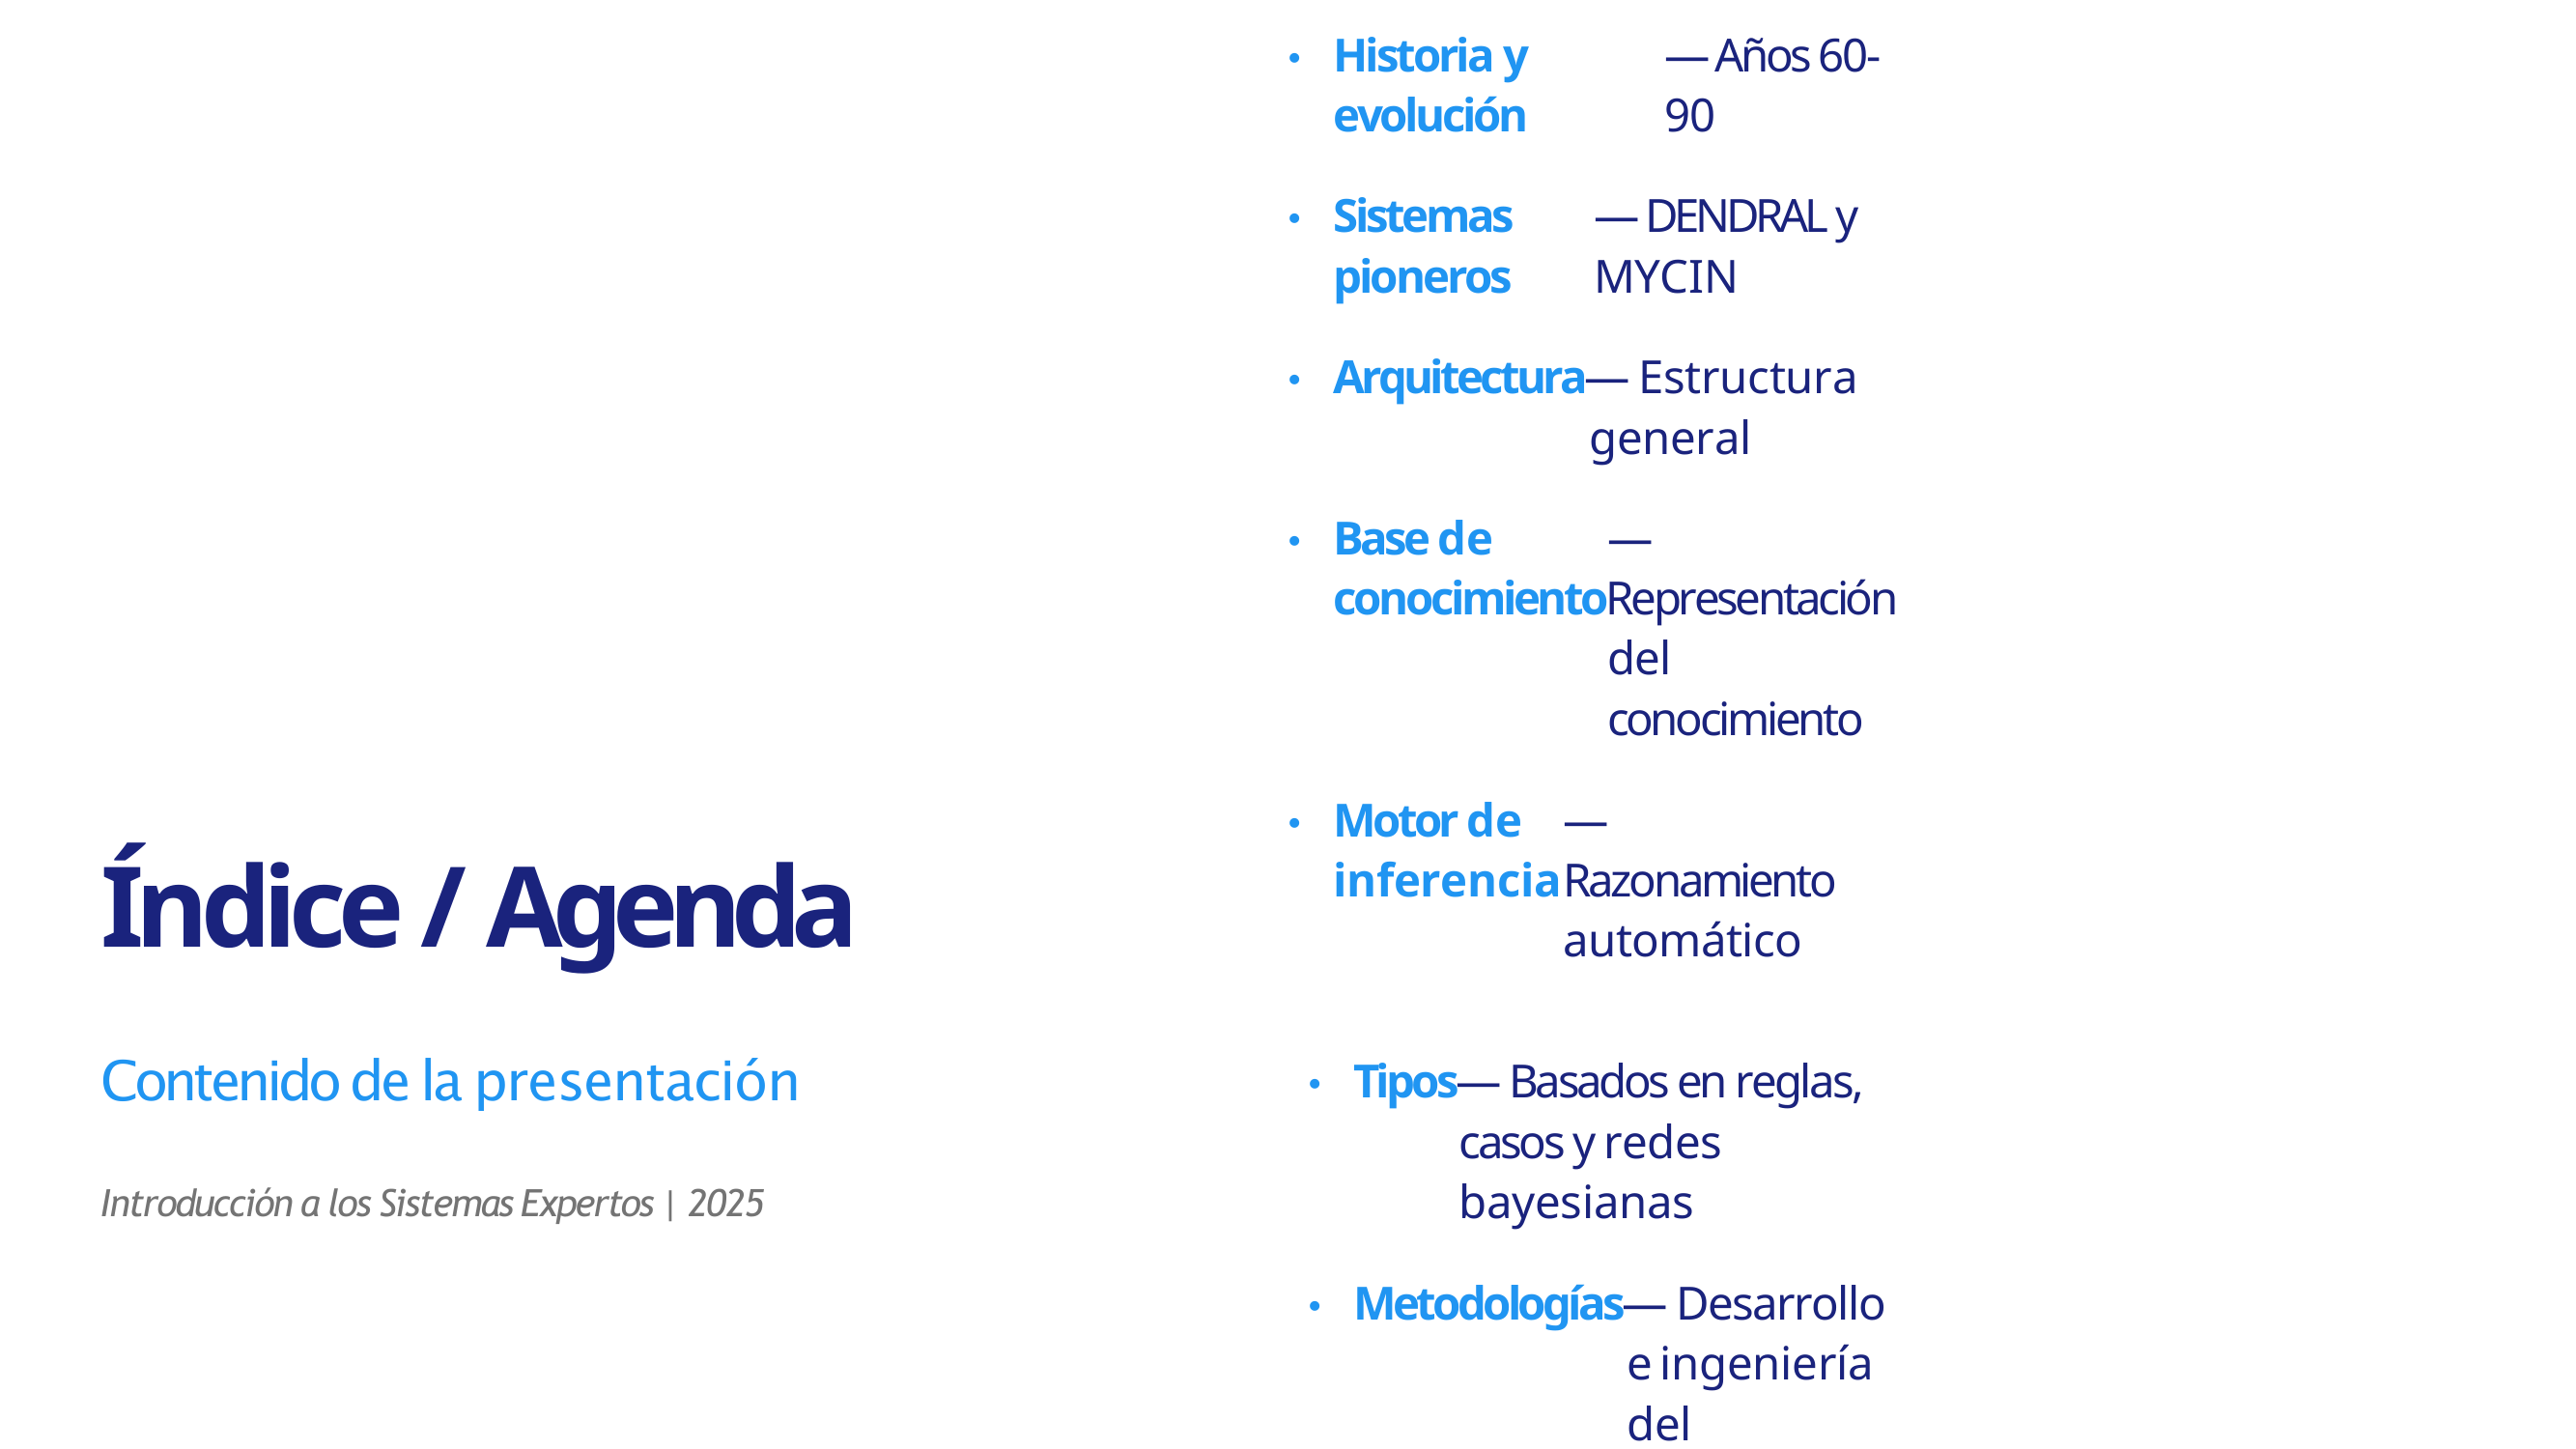 Índice / Agenda
Contenido de la presentación
Introducción a los Sistemas Expertos | 2025
• Historia y evolución — Años 60-
90
• Sistemas pioneros — DENDRAL y
MYCIN
• Arquitectura — Estructura
general
• Base de conocimiento —
Representación
del
conocimiento
• Motor de inferencia —
Razonamiento
automático
• Tipos — Basados en reglas,
casos y redes
bayesianas
• Metodologías — Desarrollo
e ingeniería
del